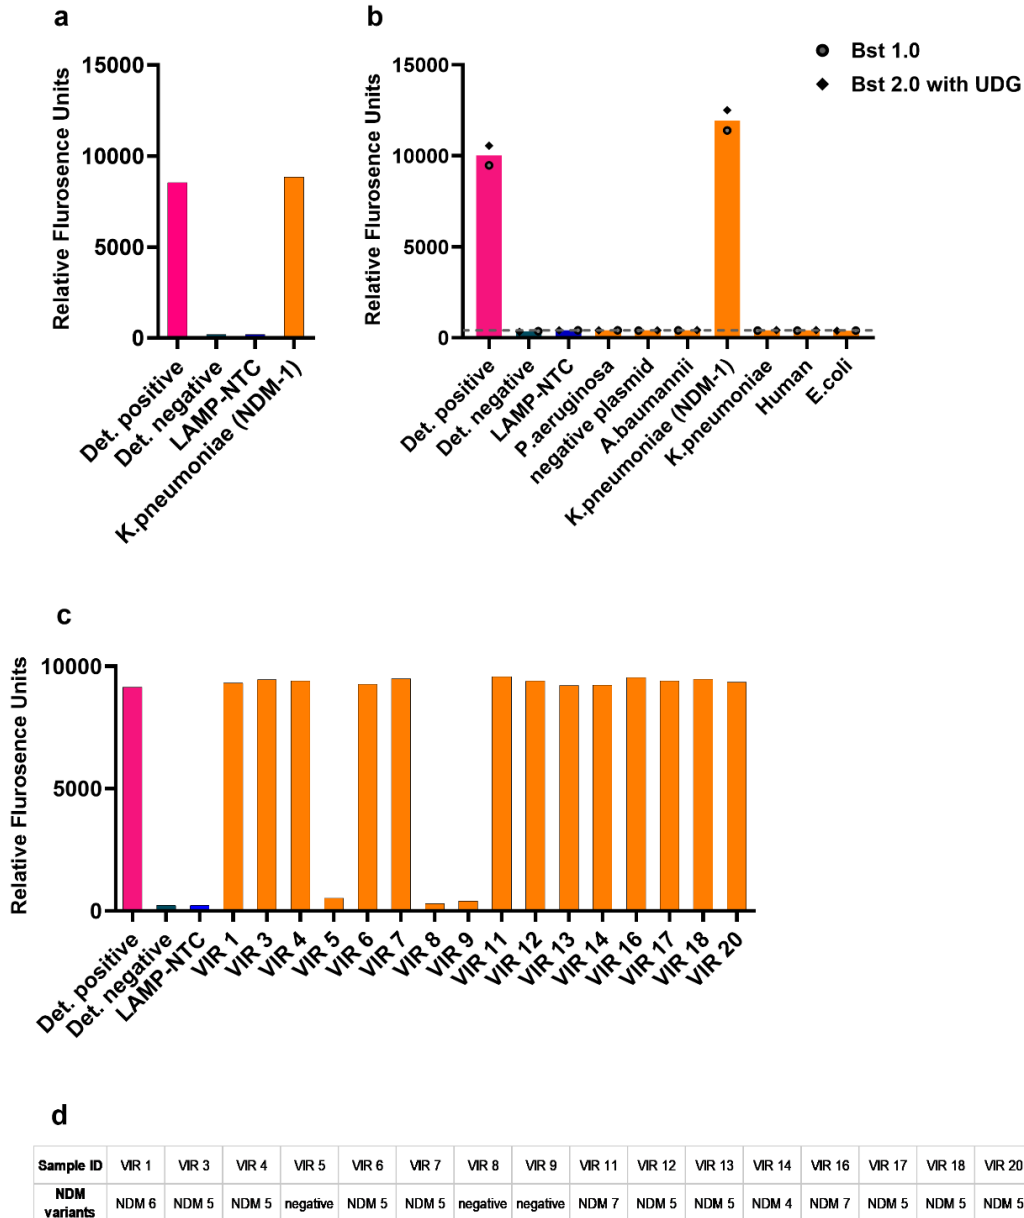 a
Relative Flurosence Units
15000
10000
5000
0
Det. positive
Det. negative
LAMP-NTC
K.pneumoniae (NDM-1)
b
Bst 1.0
Bst 2.0 with UDG
Relative Flurosence Units
15000
10000
5000
0
Det. positive
Det. negative
LAMP-NTC
P.aeruginosa
negative plasmid
A.baumannii
K.pneumoniae (NDM-1)
K.pneumoniae
Human
E.coli
c
Relative Flurosence Units
10000
5000
0
Det. positive
Det. negative
LAMP-NTC
VIR 1
VIR 3
VIR 4
VIR 5
VIR 6
VIR 7
VIR 8
VIR 9
VIR 11
VIR 12
VIR 13
VIR 14
VIR 16
VIR 17
VIR 18
VIR 20
d
Sample ID VIR 1 VIR 3 VIR 4 VIR 5 VIR 6 VIR 7 VIR 8 VIR 9 VIR 11 VIR 12 VIR 13 VIR 14 VIR 16 VIR 17 VIR 18 VIR 20
NDM variants NDM 6 NDM 5 NDM 5 negative NDM 5 NDM 5 negative negative NDM 7 NDM 5 NDM 5 NDM 4 NDM 7 NDM 5 NDM 5 NDM 5